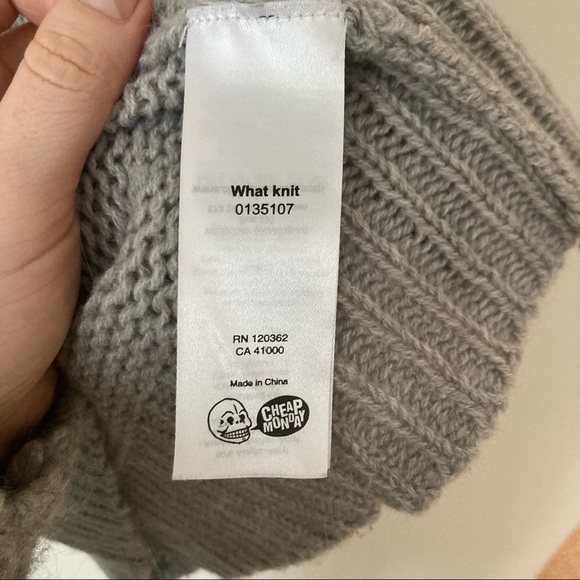 What knit
0135107
RN 120362
CA 41000
Made in China
CHEAP
MONDAY